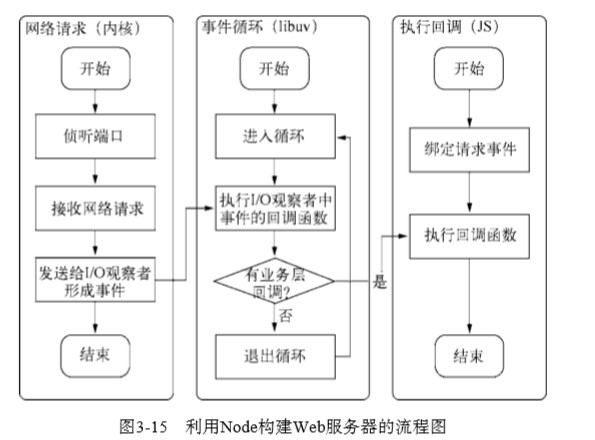 网络请求（内核）
开始
侦听端口
接收网络请求
发送给I/O观察者
形成事件
结束
事件循环（libuv）
开始
进入循环
执行I/O观察者中
事件的回调函数
有业务层
回调?
是
否
退出循环
执行回调（JS）
开始
绑定请求事件
执行回调函数
结束
图3-15 利用Node构建Web服务器的流程图